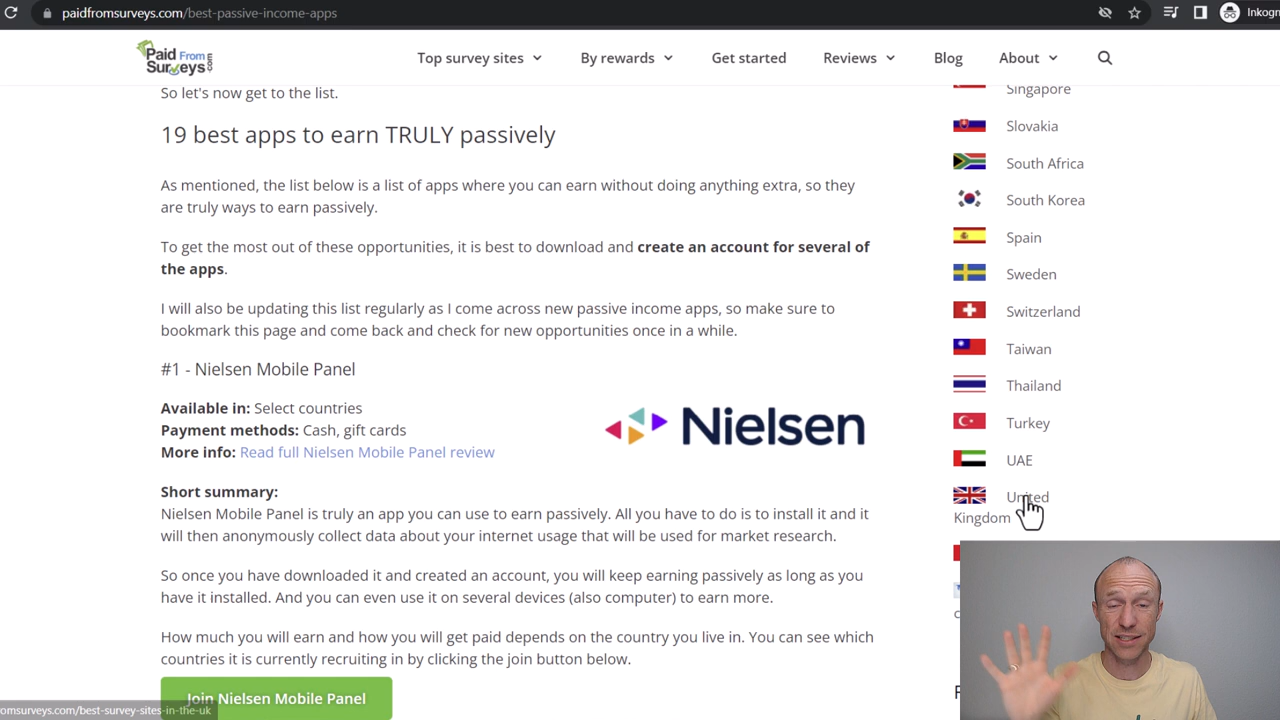 paidfromsurveys.com/best-passive-income-apps
Inkogn
Paid From
Surveys
.com
Top survey sites
By rewards
Get started
Reviews
Blog
About
So let's now get to the list.
19 best apps to earn TRULY passively
As mentioned, the list below is a list of apps where you can earn without doing anything extra, so they
are truly ways to earn passively.
To get the most out of these opportunities, it is best to download and create an account for several of
the apps.
I will also be updating this list regularly as I come across new passive income apps, so make sure to
bookmark this page and come back and check for new opportunities once in a while.
#1 - Nielsen Mobile Panel
Available in: Select countries
Payment methods: Cash, gift cards
More info: Read full Nielsen Mobile Panel review
Nielsen
Short summary:
Nielsen Mobile Panel is truly an app you can use to earn passively. All you have to do is to install it and it
will then anonymously collect data about your internet usage that will be used for market research.
So once you have downloaded it and created an account, you will keep earning passively as long as you
have it installed. And you can even use it on several devices (also computer) to earn more.
How much you will earn and how you will get paid depends on the country you live in. You can see which
countries it is currently recruiting in by clicking the join button below.
Join Nielsen Mobile Panel
romsurveys.com/best-survey-sites-in-the-uk
Singapore
Slovakia
South Africa
South Korea
Spain
Sweden
Switzerland
Taiwan
Thailand
Turkey
UAE
United
Kingdom